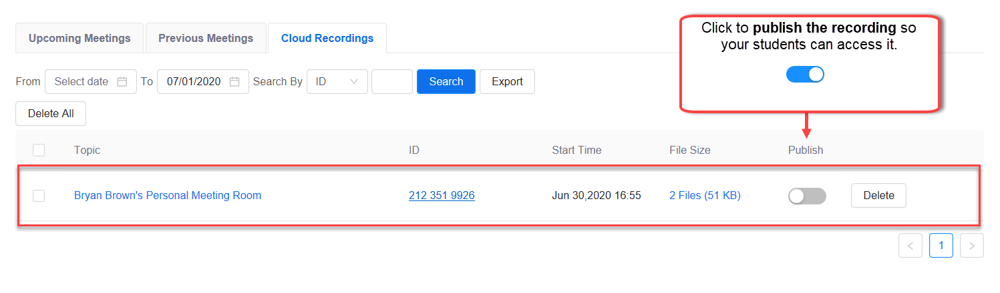 Click to publish the recording so
your students can access it.
Upcoming Meetings Previous Meetings Cloud Recordings
From Select date To 07/01/2020 Search By ID Search Export
Delete All
Topic ID Start Time File Size Publish
Bryan Brown's Personal Meeting Room 212 351 9926 Jun 30,2020 16:55 2 Files (51 KB) Delete
< 1 >